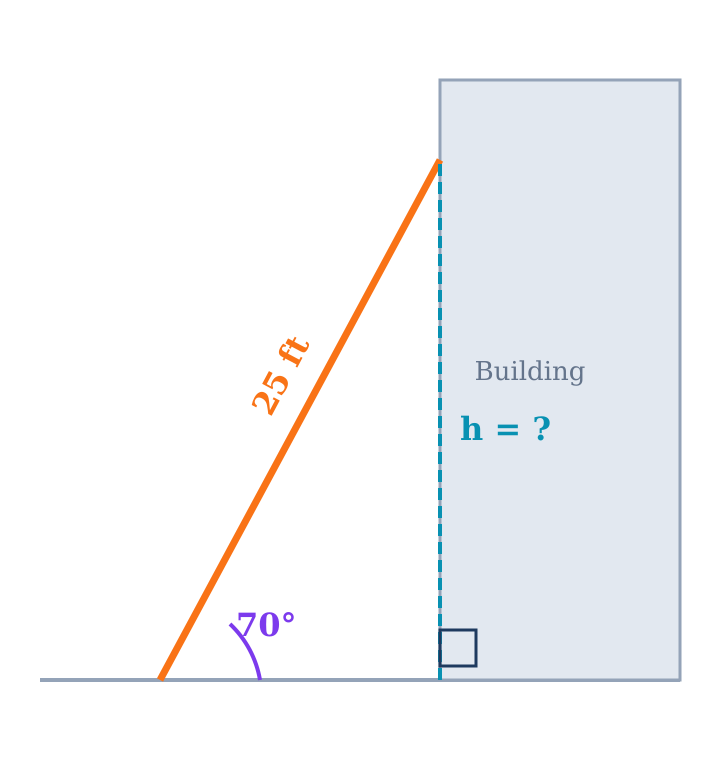 25 ft
Building
h = ?
70°